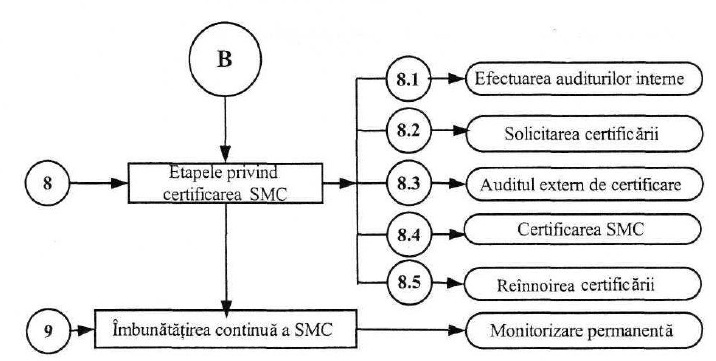 B
8.1
Efectuarea auditurilor interne
8.2
Solicitarea certificării
8
Etapele privind
certificarea SMC
8.3
Auditul extern de certificare
8.4
Certificarea SMC
8.5
Reînnoirea certificării
9
Îmbunătățirea continuă a SMC
Monitorizare permanentă